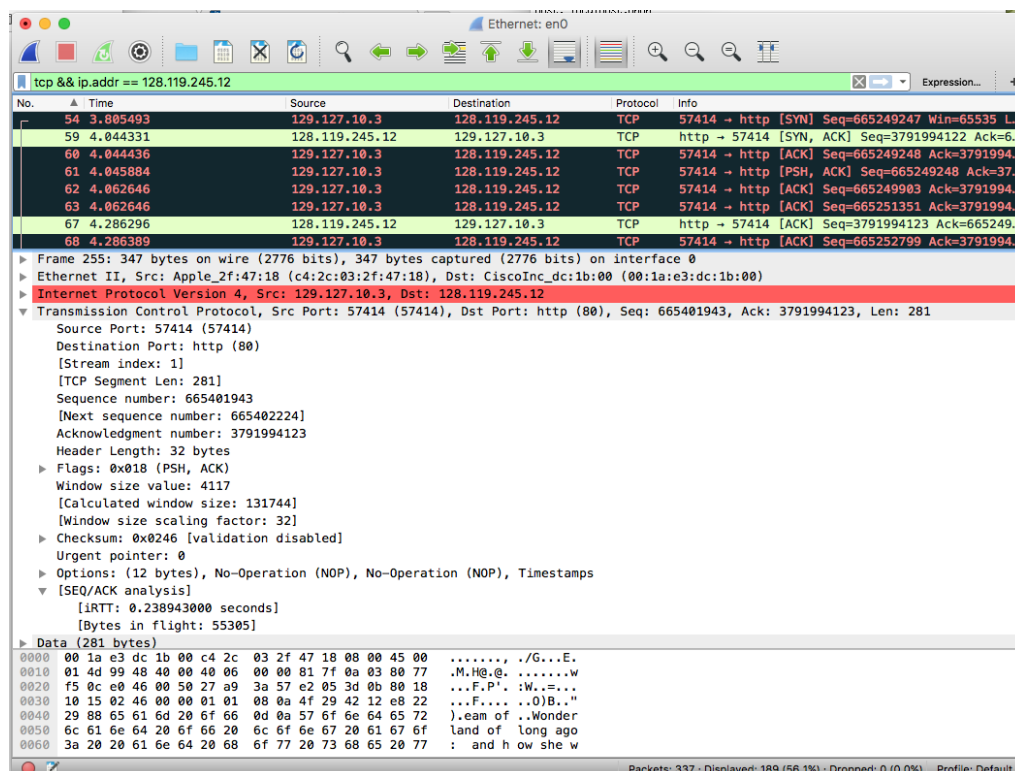 Ethernet: en0
tcp && ip.addr == 128.119.245.12 Expression... +
No. Time Source Destination Protocol Info
54 3.805493 129.127.10.3 128.119.245.12 TCP 57414 → http [SYN] Seq=665249247 Win=65535 L…
59 4.044331 128.119.245.12 129.127.10.3 TCP http → 57414 [SYN, ACK] Seq=3791994122 Ack=6…
60 4.044436 129.127.10.3 128.119.245.12 TCP 57414 → http [ACK] Seq=665249248 Ack=3791994…
61 4.045884 129.127.10.3 128.119.245.12 TCP 57414 → http [PSH, ACK] Seq=665249248 Ack=37…
62 4.062646 129.127.10.3 128.119.245.12 TCP 57414 → http [ACK] Seq=665249903 Ack=3791994…
63 4.062646 129.127.10.3 128.119.245.12 TCP 57414 → http [ACK] Seq=665251351 Ack=3791994…
67 4.286296 128.119.245.12 129.127.10.3 TCP http → 57414 [ACK] Seq=3791994123 Ack=665249…
68 4.286389 129.127.10.3 128.119.245.12 TCP 57414 → http [ACK] Seq=665252799 Ack=3791994…
Frame 255: 347 bytes on wire (2776 bits), 347 bytes captured (2776 bits) on interface 0
Ethernet II, Src: Apple_2f:47:18 (c4:2c:03:2f:47:18), Dst: CiscoInc_dc:1b:00 (00:1a:e3:dc:1b:00)
Internet Protocol Version 4, Src: 129.127.10.3, Dst: 128.119.245.12
Transmission Control Protocol, Src Port: 57414 (57414), Dst Port: http (80), Seq: 665401943, Ack: 3791994123, Len: 281
Source Port: 57414 (57414)
Destination Port: http (80)
[Stream index: 1]
[TCP Segment Len: 281]
Sequence number: 665401943
[Next sequence number: 665402224]
Acknowledgment number: 3791994123
Header Length: 32 bytes
Flags: 0x018 (PSH, ACK)
Window size value: 4117
[Calculated window size: 131744]
[Window size scaling factor: 32]
Checksum: 0x0246 [validation disabled]
Urgent pointer: 0
Options: (12 bytes), No-Operation (NOP), No-Operation (NOP), Timestamps
[SEQ/ACK analysis]
[iRTT: 0.238943000 seconds]
[Bytes in flight: 55305]
Data (281 bytes)
0000 00 1a e3 dc 1b 00 c4 2c 03 2f 47 18 08 00 45 00 ......., ./G...E.
0010 01 4d 99 48 40 00 40 06 00 00 81 7f 0a 03 80 77 .M.H@.@. .......w
0020 f5 0c e0 46 00 50 27 a9 3a 57 e2 05 3d 0b 80 18 ...F.P'. :W..=...
0030 10 15 02 46 00 00 01 01 08 0a 4f 29 42 12 e8 22 ...F.... ..O)B.."
0040 29 88 65 61 6d 20 6f 66 0d 0a 57 6f 6e 64 65 72 ).eam of ..Wonder
0050 6c 61 6e 64 20 6f 66 20 6c 6f 6e 67 20 61 67 6f land of long ago
0060 3a 20 20 61 6e 64 20 68 6f 77 20 73 68 65 20 77 :  and h ow she w
Packets: 337 · Displayed: 189 (56.1%) · Dropped: 0 (0.0%) Profile: Default